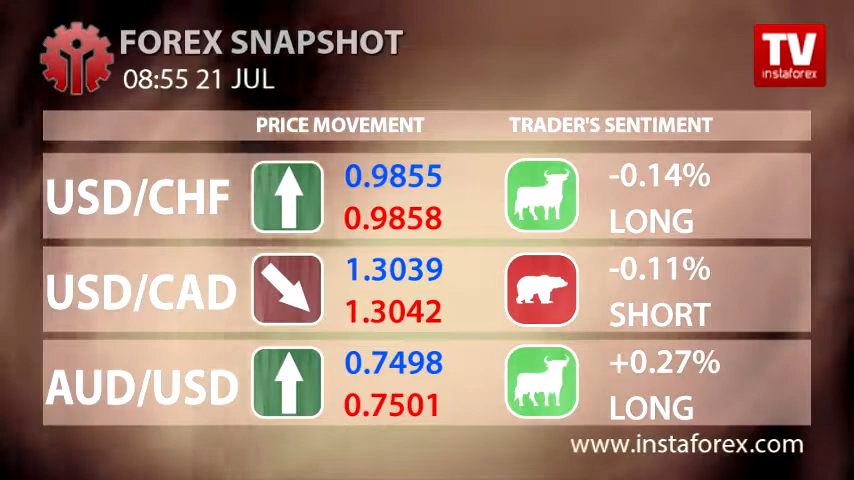 FOREX SNAPSHOT
08:55 21 JUL
TV
instaforex
PRICE MOVEMENT TRADER'S SENTIMENT
USD/CHF 0.9855 -0.14%
0.9858 LONG
USD/CAD 1.3039 -0.11%
1.3042 SHORT
AUD/USD 0.7498 +0.27%
0.7501 LONG
www.instaforex.com